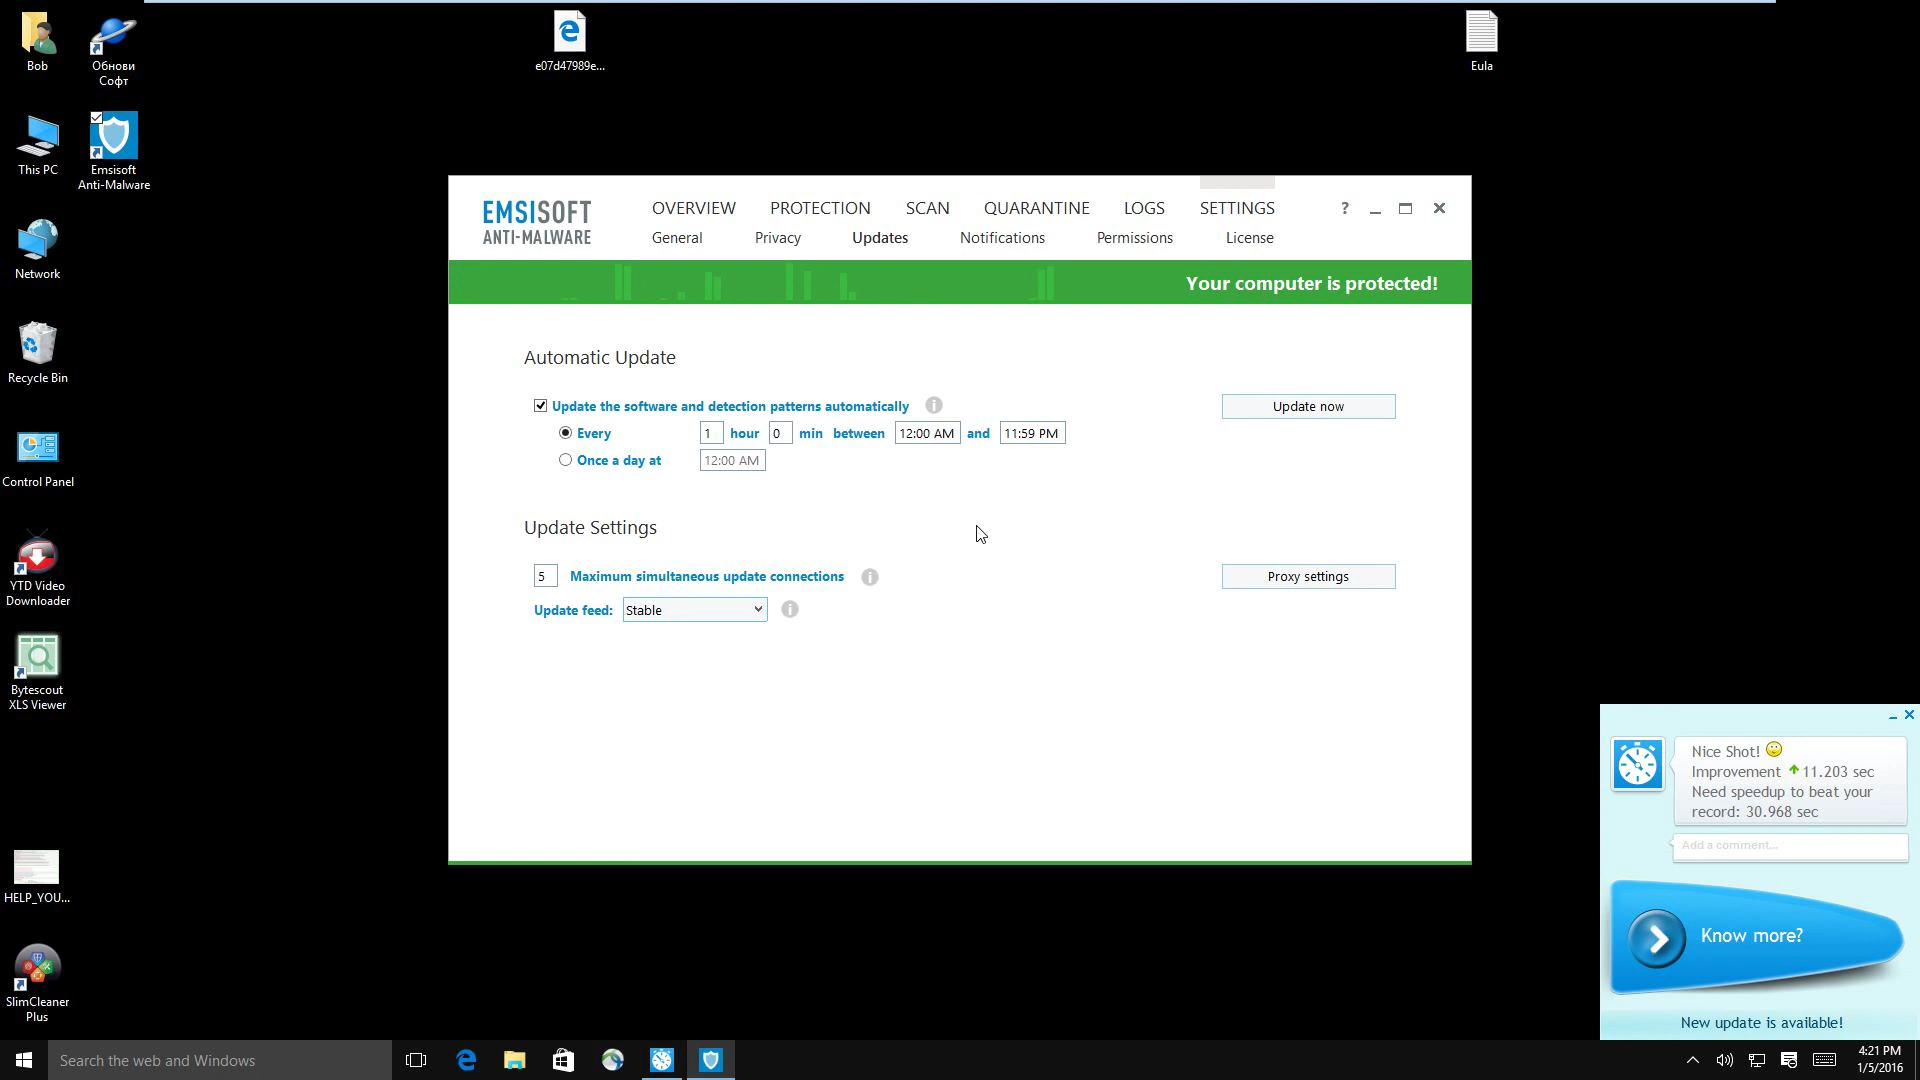 Bob
Обнови
Софт
e07d47989e...
Eula
This PC
Emsisoft
Anti-Malware
Network
Recycle Bin
Control Panel
YTD Video
Downloader
Bytescout
XLS Viewer
HELP_YOU...
SlimCleaner
Plus
EMSISOFT
ANTI-MALWARE
OVERVIEW PROTECTION SCAN QUARANTINE LOGS SETTINGS ?
General Privacy Updates Notifications Permissions License
Your computer is protected!
Automatic Update
Update the software and detection patterns automatically i Update now
Every 1 hour 0 min between 12:00 AM and 11:59 PM
Once a day at 12:00 AM
Update Settings
5 Maximum simultaneous update connections i Proxy settings
Update feed: Stable i
Nice Shot!
Improvement 11.203 sec
Need speedup to beat your
record: 30.968 sec
Add a comment...
Know more?
New update is available!
Search the web and Windows
4:21 PM
1/5/2016